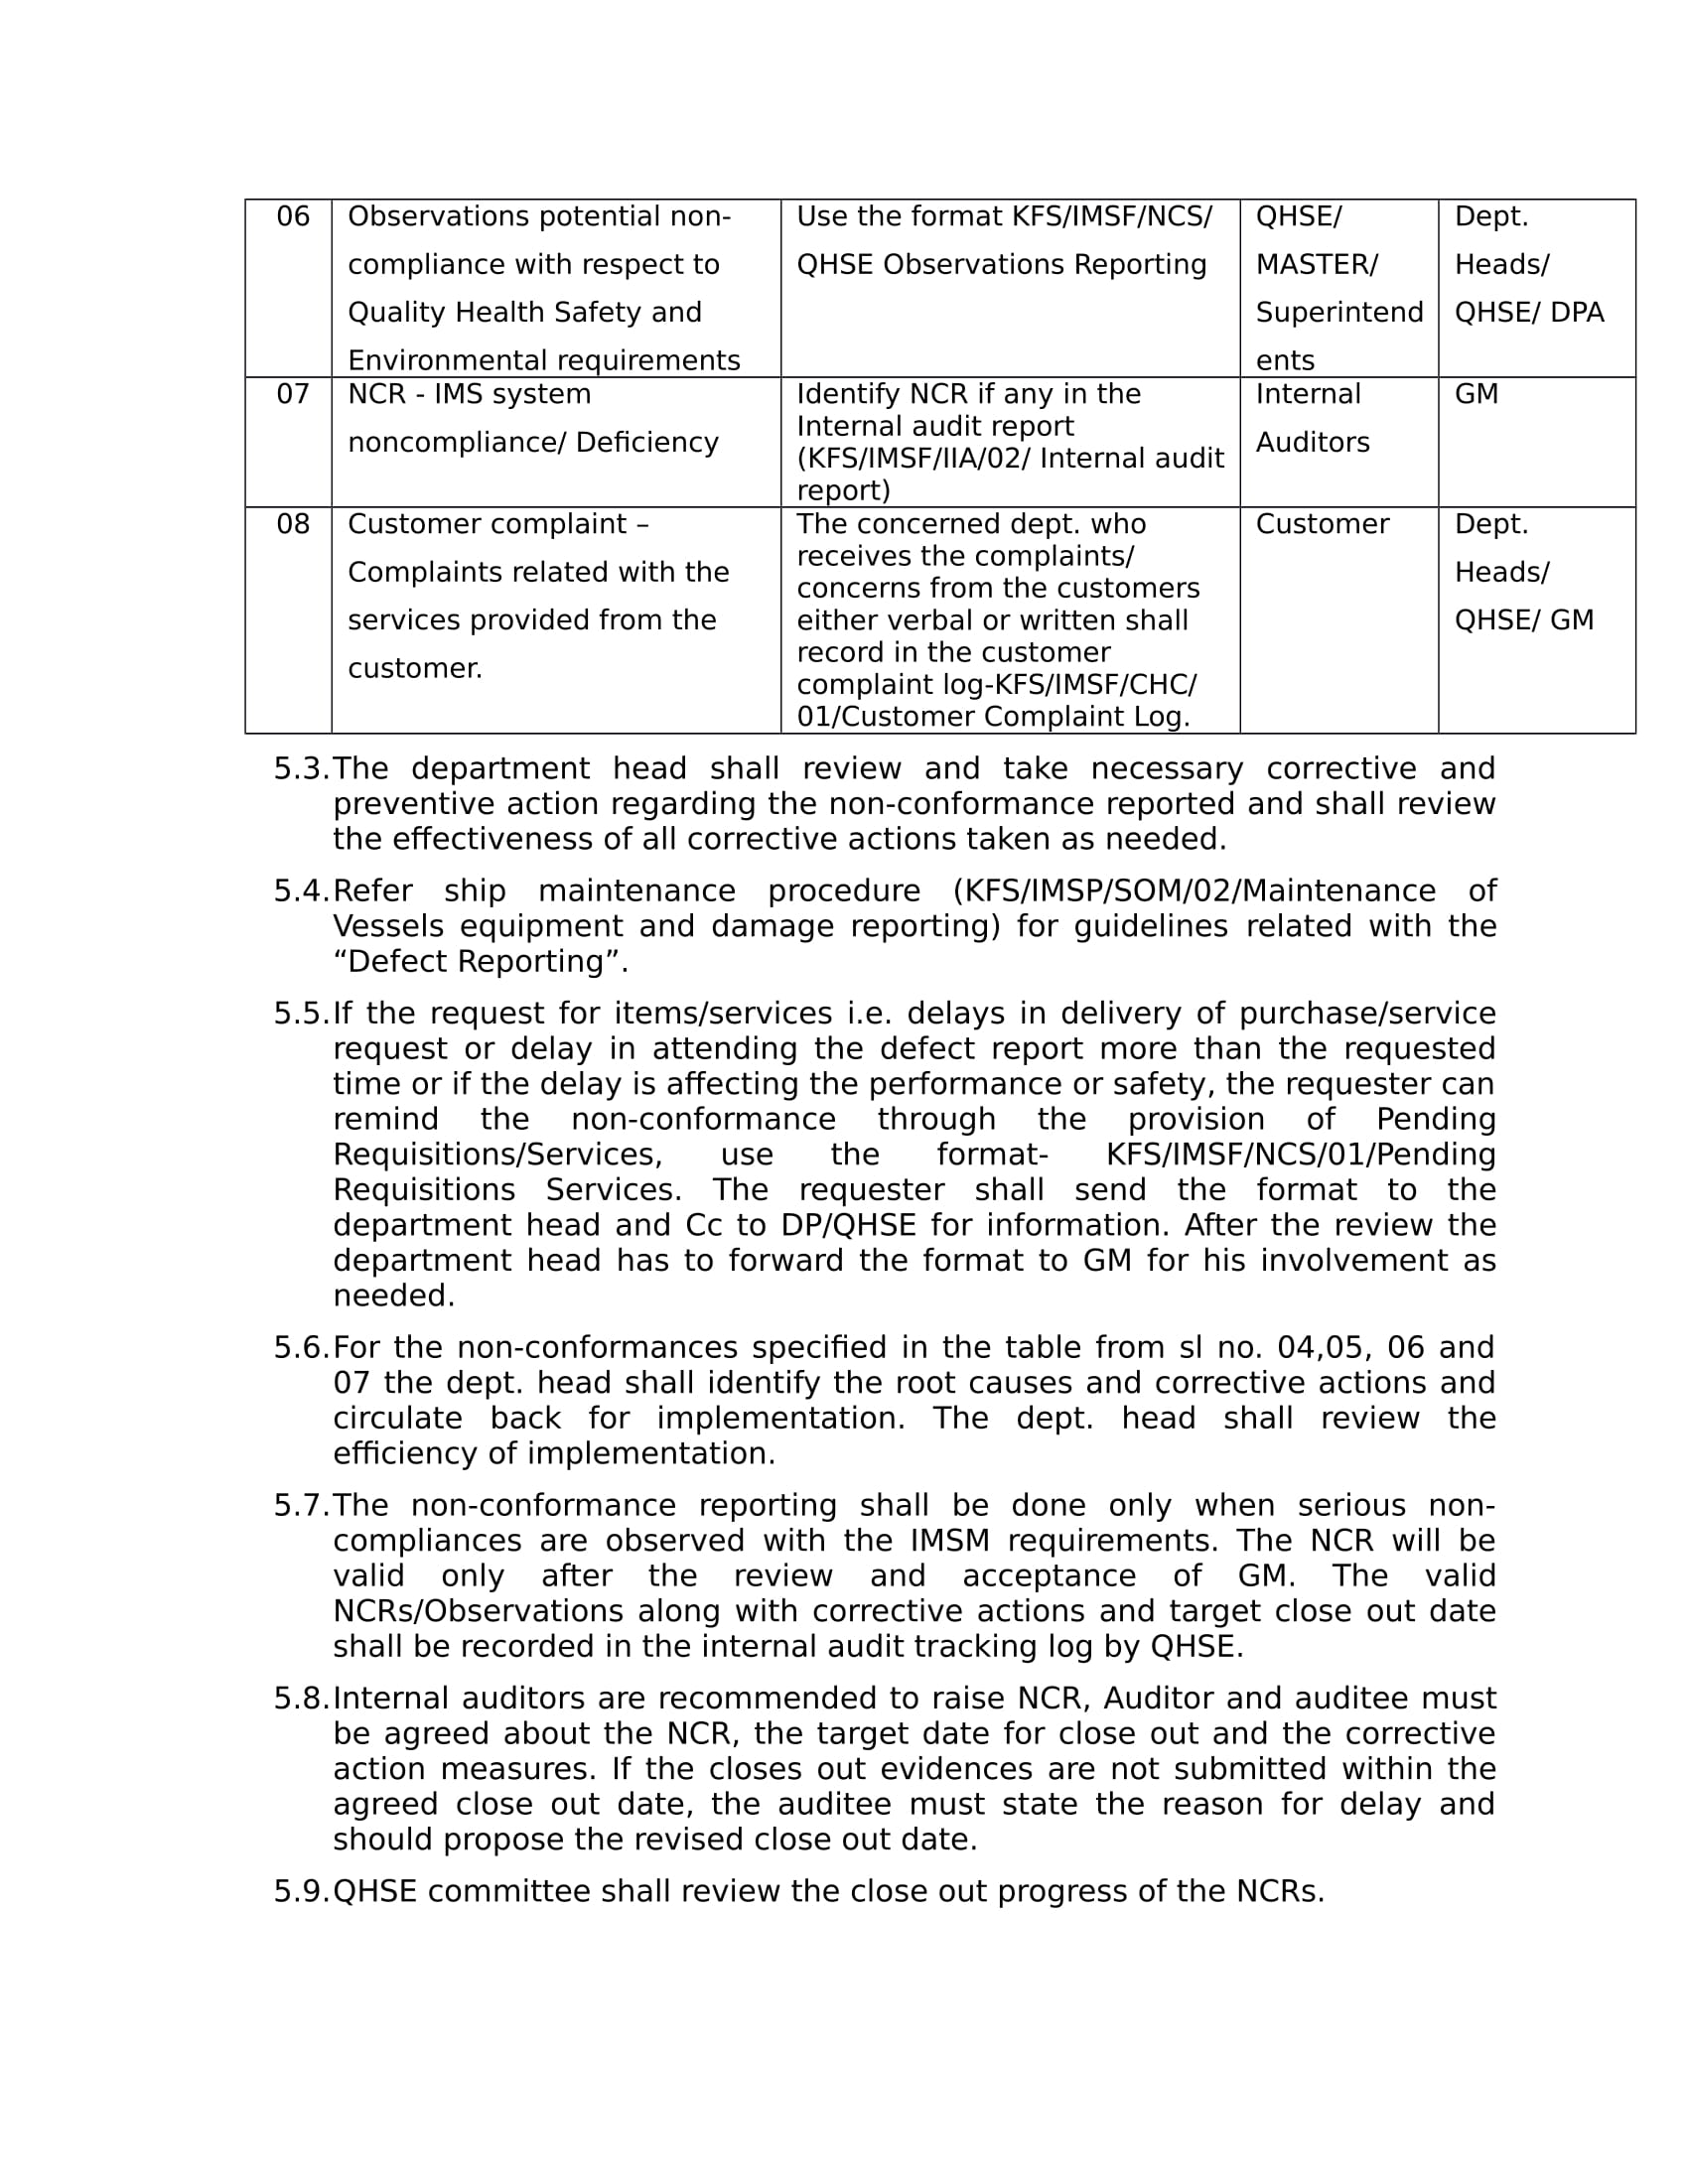 06
Observations potential non-
compliance with respect to
Quality Health Safety and
Environmental requirements
Use the format KFS/IMSF/NCS/
QHSE Observations Reporting
QHSE/
MASTER/
Superintend
ents
Dept.
Heads/
QHSE/ DPA
07
NCR - IMS system
noncompliance/ Deficiency
Identify NCR if any in the
Internal audit report
(KFS/IMSF/IIA/02/ Internal audit
report)
Internal
Auditors
GM
08
Customer complaint –
Complaints related with the
services provided from the
customer.
The concerned dept. who
receives the complaints/
concerns from the customers
either verbal or written shall
record in the customer
complaint log-KFS/IMSF/CHC/
01/Customer Complaint Log.
Customer
Dept.
Heads/
QHSE/ GM
5.3.The department head shall review and take necessary corrective and
preventive action regarding the non-conformance reported and shall review
the effectiveness of all corrective actions taken as needed.
5.4.Refer ship maintenance procedure (KFS/IMSP/SOM/02/Maintenance of
Vessels equipment and damage reporting) for guidelines related with the
“Defect Reporting”.
5.5.If the request for items/services i.e. delays in delivery of purchase/service
request or delay in attending the defect report more than the requested
time or if the delay is affecting the performance or safety, the requester can
remind the non-conformance through the provision of Pending
Requisitions/Services, use the format- KFS/IMSF/NCS/01/Pending
Requisitions Services. The requester shall send the format to the
department head and Cc to DP/QHSE for information. After the review the
department head has to forward the format to GM for his involvement as
needed.
5.6.For the non-conformances specified in the table from sl no. 04,05, 06 and
07 the dept. head shall identify the root causes and corrective actions and
circulate back for implementation. The dept. head shall review the
efficiency of implementation.
5.7.The non-conformance reporting shall be done only when serious non-
compliances are observed with the IMSM requirements. The NCR will be
valid only after the review and acceptance of GM. The valid
NCRs/Observations along with corrective actions and target close out date
shall be recorded in the internal audit tracking log by QHSE.
5.8.Internal auditors are recommended to raise NCR, Auditor and auditee must
be agreed about the NCR, the target date for close out and the corrective
action measures. If the closes out evidences are not submitted within the
agreed close out date, the auditee must state the reason for delay and
should propose the revised close out date.
5.9.QHSE committee shall review the close out progress of the NCRs.